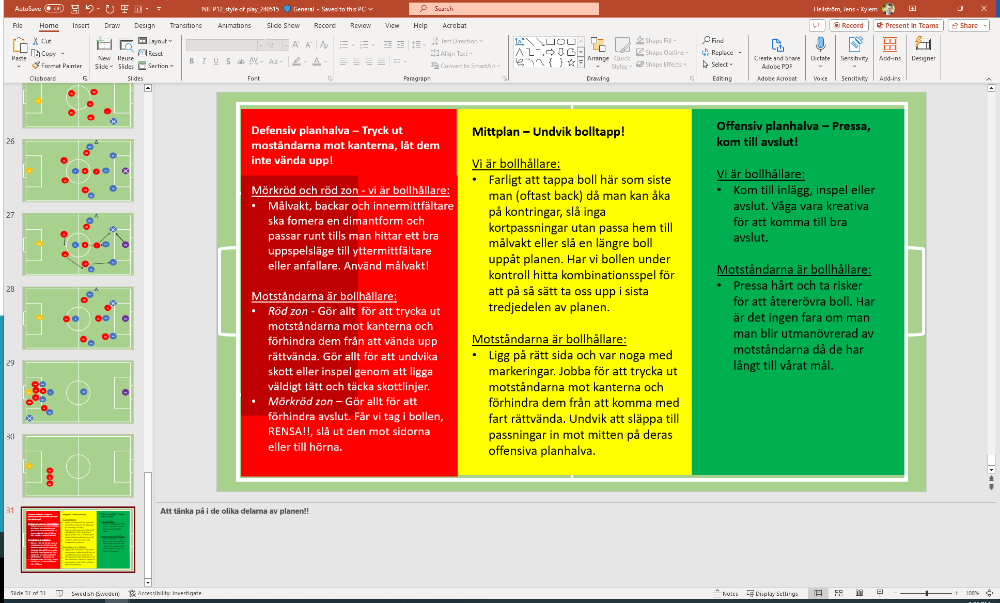 AutoSave Off
NIF P12_style of play_240515
General • Saved to this PC
Search
Hellström, Jens - Xylem
File
Home
Insert
Draw
Design
Transitions
Animations
Slide Show
Record
Review
View
Help
Acrobat
Record
Present in Teams
Share
Paste
Cut
Copy
Format Painter
Clipboard
New
Slide
Reuse
Slides
Layout
Reset
Section
Slides
12
B I U S ab AV Aa A
Font
Text Direction
Align Text
Convert to SmartArt
Paragraph
Arrange
Quick
Styles
Shape Fill
Shape Outline
Shape Effects
Drawing
Find
Replace
Select
Editing
Create and Share
Adobe PDF
Adobe Acrobat
Dictate
Voice
Sensitivity
Sensitivity
Add-ins
Add-ins
Designer
26
27
28
29
30
31
Defensiv planhalva – Tryck ut
moståndarna mot kanterna, låt dem
inte vända upp!
Mörkröd och röd zon - vi är bollhållare:
• Målvakt, backar och innermittfältare
ska fomera en dimantform och
passar runt tills man hittar ett bra
uppspelsläge till yttermittfältare
eller anfallare. Använd målvakt!
Motståndarna är bollhållare:
• Röd zon - Gör allt för att trycka ut
motståndarna mot kanterna och
förhindra dem från att vända upp
rättvända. Gör allt för att undvika
skott eller inspel genom att ligga
väldigt tätt och täcka skottlinjer.
• Mörkröd zon – Gör allt för att
förhindra avslut. Får vi tag i bollen,
RENSA!!, slå ut den mot sidorna
eller till hörna.
Mittplan – Undvik bolltapp!
Vi är bollhållare:
• Farligt att tappa boll här som siste
man (oftast back) då man kan åka
på kontringar, slå inga
kortpassningar utan passa hem till
målvakt eller slå en längre boll
uppåt planen. Har vi bollen under
kontroll hitta kombinationsspel för
att på så sätt ta oss upp i sista
tredjedelen av planen.
Motståndarna är bollhållare:
• Ligg på rätt sida och var noga med
markeringar. Jobba för att trycka ut
motståndarna mot kanterna och
förhindra dem från att komma med
fart rättvända. Undvik att släppa till
passningar in mot mitten på deras
offensiva planhalva.
Offensiv planhalva – Pressa,
kom till avslut!
Vi är bollhållare:
• Kom till inlägg, inspel eller
avslut. Våga vara kreativa
för att komma till bra
avslut.
Motståndarna är bollhållare:
• Pressa hårt och ta risker
för att återerövra boll. Har
är det ingen fara om man
man blir utmanövrerad av
motståndarna då de har
långt till vårat mål.
Att tänka på i de olika delarna av planen!!
Slide 31 of 31
Swedish (Sweden)
Accessibility: Investigate
Notes
Display Settings
108%